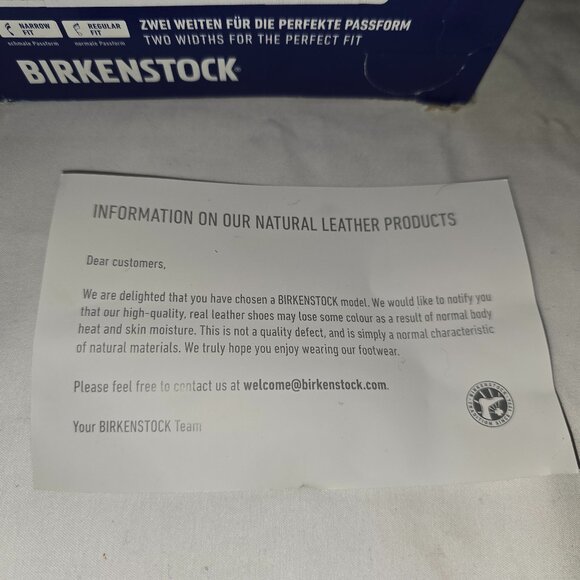 NARROW FIT
REGULAR FIT
schmale Passform
normale Passform
ZWEI WEITEN FÜR DIE PERFEKTE PASSFORM
TWO WIDTHS FOR THE PERFECT FIT
BIRKENSTOCK®
INFORMATION ON OUR NATURAL LEATHER PRODUCTS
Dear customers,
We are delighted that you have chosen a BIRKENSTOCK model. We would like to notify you
that our high-quality, real leather shoes may lose some colour as a result of normal body
heat and skin moisture. This is not a quality defect, and is simply a normal characteristic
of natural materials. We truly hope you enjoy wearing our footwear.
Please feel free to contact us at welcome@birkenstock.com.
Your BIRKENSTOCK Team
BIRKENSTOCK